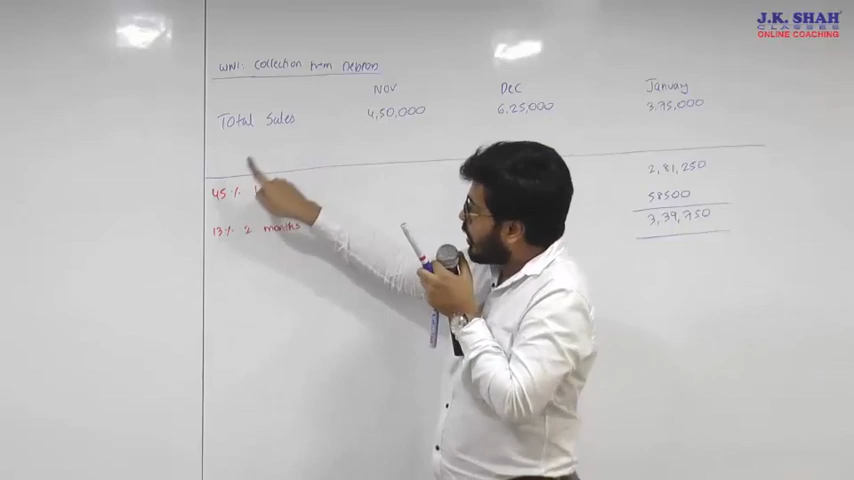 J.K. SHAH
CLASSES
ONLINE COACHING
WN1: Collection from Debtors
Nov Dec January
Total Sales 4,50,000 6,25,000 3,75,000
45% 2,81,250
13% 2 months 58500
3,39,750